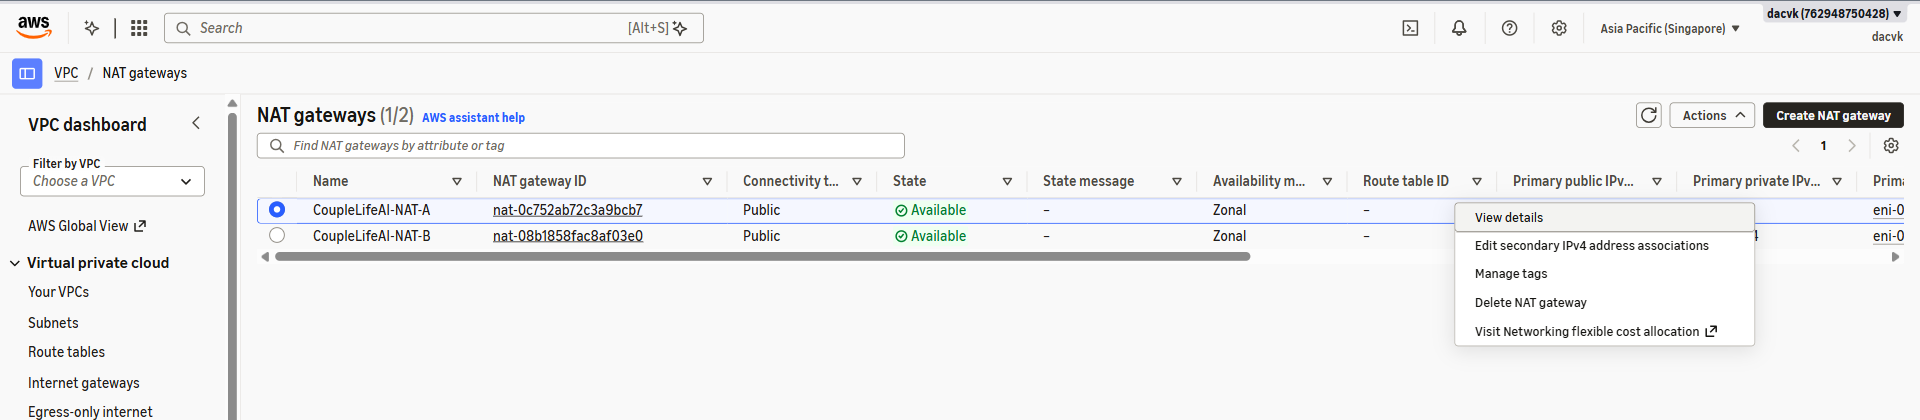 aws
Search [Alt+S]
Asia Pacific (Singapore)
dacvk (762948750428)
dacvk
VPC / NAT gateways
VPC dashboard
Filter by VPC
Choose a VPC
AWS Global View
Virtual private cloud
Your VPCs
Subnets
Route tables
Internet gateways
Egress-only internet
NAT gateways (1/2) AWS assistant help
Actions
Create NAT gateway
Find NAT gateways by attribute or tag
1
Name NAT gateway ID Connectivity t... State State message Availability m... Route table ID Primary public IPv... Primary private IPv... Prima
CoupleLifeAI-NAT-A nat-0c752ab72c3a9bcb7 Public Available – Zonal – eni-0
CoupleLifeAI-NAT-B nat-08b1858fac8af03e0 Public Available – Zonal – eni-0
View details
Edit secondary IPv4 address associations
Manage tags
Delete NAT gateway
Visit Networking flexible cost allocation